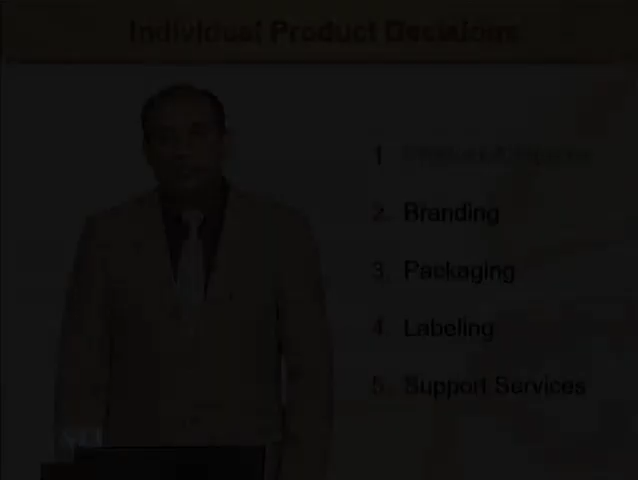 Individual Product Decisions
1. Product Attributes
2. Branding
3. Packaging
4. Labeling
5. Support Services